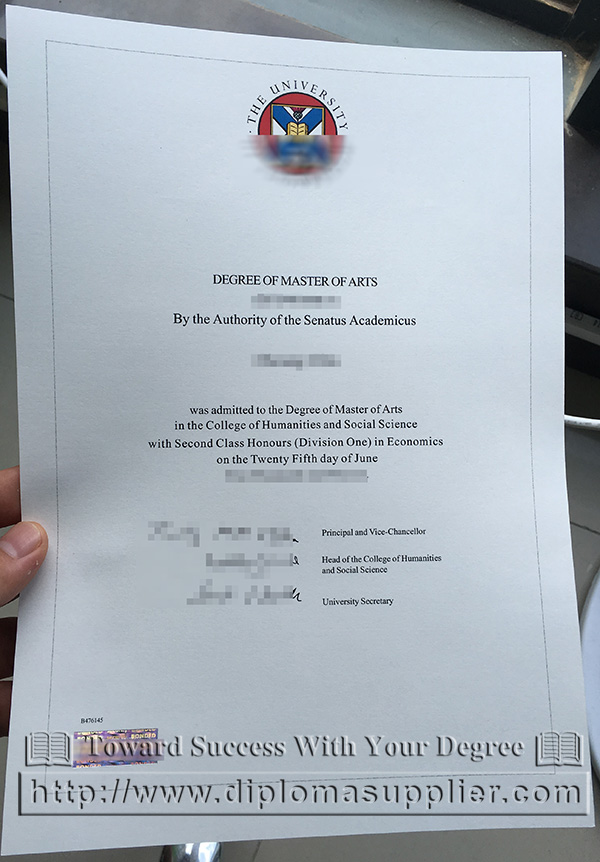 THE UNIVERSITY
DEGREE OF MASTER OF ARTS
By the Authority of the Senatus Academicus
was admitted to the Degree of Master of Arts
in the College of Humanities and Social Science
with Second Class Honours (Division One) in Economics
on the Twenty Fifth day of June
Principal and Vice-Chancellor
Head of the College of Humanities
and Social Science
University Secretary
B476145
Toward Success With Your Degree
http://www.diplomasupplier.com